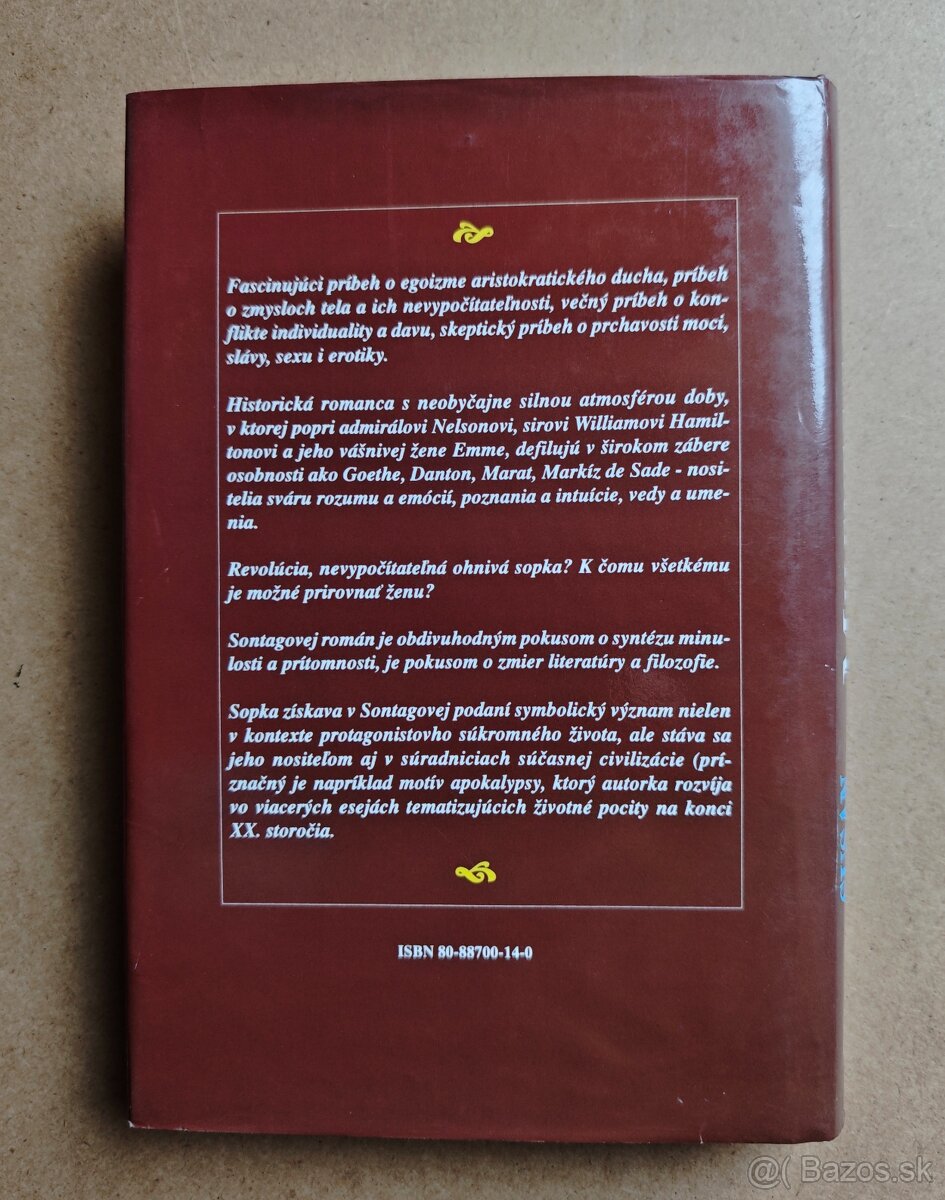 Fascinujúci príbeh o egoizme aristokratického ducha, príbeh
o zmysloch tela a ich nevypočítateľnosti, večný príbeh o kon-
flikte individuality a davu, skeptický príbeh o prchavosti moci,
slávy, sexu i erotiky.
Historická romanca s neobyčajne silnou atmosférou doby,
v ktorej popri admirálovi Nelsonovi, sirovi Williamovi Hamil-
tonovi a jeho vášnivej žene Emme, defilujú v širokom zábere
osobnosti ako Goethe, Danton, Marat, Markíz de Sade - nosi-
telia sváru rozumu a emócií, poznania a intuície, vedy a ume-
nia.
Revolúcia, nevypočítateľná ohnivá sopka? K čomu všetkému
je možné prirovnať ženu?
Sontagovej román je obdivuhodným pokusom o syntézu minu-
losti a prítomnosti, je pokusom o zmier literatúry a filozofie.
Sopka získava v Sontagovej podaní symbolický význam nielen
v kontexte protagonistovho súkromného života, ale stáva sa
jeho nositeľom aj v súradniciach súčasnej civilizácie (prí-
značný je napríklad motív apokalypsy, ktorý autorka rozvíja
vo viacerých esejách tematizujúcich životné pocity na konci
XX. storočia.
ISBN 80-88700-14-0
SUSAN
@( Bazos.sk